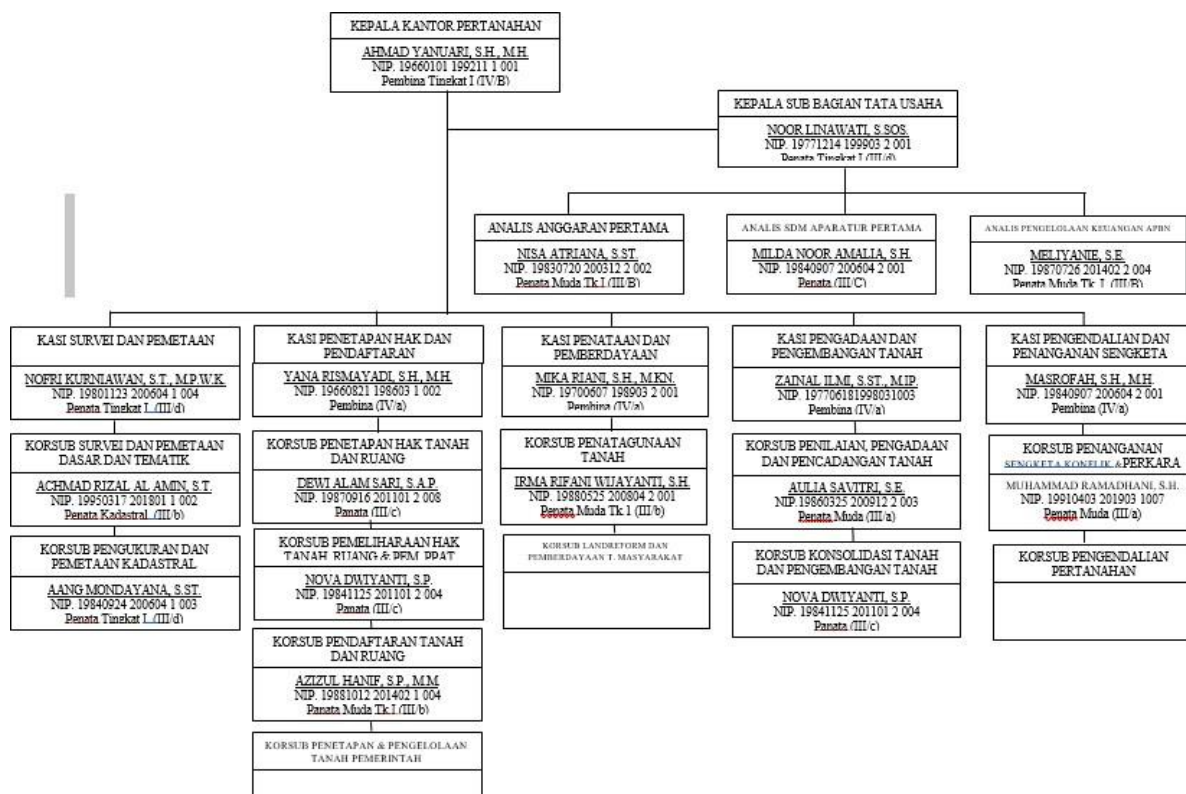 KEPALA KANTOR PERTANAHAN
AHMAD YANUARI, S.H., M.H.
NIP. 19660101 199211 1 001
Pembina Tingkat I (IV/B)
KEPALA SUB BAGIAN TATA USAHA
NOOR LINAWATI, S.SOS.
NIP. 19771214 199903 2 001
Penata Tingkat I (III/d)
ANALIS ANGGARAN PERTAMA
NISA ATRIANA, S.ST.
NIP. 19830720 200312 2 002
Penata Muda Tk.I (III/B)
ANALIS SDM APARATUR PERTAMA
MILDA NOOR AMALIA, S.H.
NIP. 19840907 200604 2 001
Penata (III/C)
ANALIS PENGELOLAAN KEUANGAN APBN
MELIYANIE, S.E.
NIP. 19870726 201402 2 004
Penata Muda Tk. I (III/B)
KASI SURVEI DAN PEMETAAN
NOFRI KURNIAWAN, S.T., M.P.W.K.
NIP. 19801123 200604 1 004
Penata Tingkat I (III/d)
KORSUB SURVEI DAN PEMETAAN
DASAR DAN TEMATIK
ACHMAD RIZAL AL AMIN, S.T.
NIP. 19950317 201801 1 002
Penata Kadastral (III/b)
KORSUB PENGUKURAN DAN
PEMETAAN KADASTRAL
AANG MONDAYANA, S.ST.
NIP. 19840924 200604 1 003
Penata Tingkat I (III/d)
KASI PENETAPAN HAK DAN
PENDAFTARAN
YANA RISMAYADI, S.H., M.H.
NIP. 19660821 198603 1 002
Pembina (IV/a)
KORSUB PENETAPAN HAK TANAH
DAN RUANG
DEWI ALAM SARI, S.A.P.
NIP. 19870916 201101 2 008
Panata (III/c)
KORSUB PEMELIHARAAN HAK
TANAH, RUANG & PEM. PPAT
NOVA DWIYANTI, S.P.
NIP. 19841125 201101 2 004
Panata (III/c)
KORSUB PENDAFTARAN TANAH
DAN RUANG
AZIZUL HANIF, S.P., M.M
NIP. 19881012 201402 1 004
Panata Muda Tk.I (III/b)
KORSUB PENETAPAN & PENGELOLAAN
TANAH PEMERINTAH
KASI PENATAAN DAN
PEMBERDAYAAN
MIKA RIANI, S.H., M.KN.
NIP. 19700607 198903 2 001
Pembina (IV/a)
KORSUB PENATAGUNAAN
TANAH
IRMA RIFANI WIJAYANTI, S.H.
NIP. 19880525 200804 2 001
Penata Muda Tk 1 (III/b)
KORSUB LANDREFORM DAN
PEMBERDAYAAN T. MASYARAKAT
KASI PENGADAAN DAN
PENGEMBANGAN TANAH
ZAINAL ILMI, S.ST., M.IP.
NIP. 197706181998031003
Pembina (IV/a)
KORSUB PENILAIAN, PENGADAAN
DAN PENCADANGAN TANAH
AULIA SAVITRI, S.E.
NIP.19860325 200912 2 003
Penata Muda (III/a)
KORSUB KONSOLIDASI TANAH
DAN PENGEMBANGAN TANAH
NOVA DWIYANTI, S.P.
NIP. 19841125 201101 2 004
Panata (III/c)
KASI PENGENDALIAN DAN
PENANGANAN SENGKETA
MASROFAH, S.H., M.H.
NIP. 19840907 200604 2 001
Pembina (IV/a)
KORSUB PENANGANAN
SENGKETA KONFLIK &PERKARA
MUHAMMAD RAMADHANI, S.H.
NIP. 19910403 201903 1007
Penata Muda (III/a)
KORSUB PENGENDALIAN
PERTANAHAN